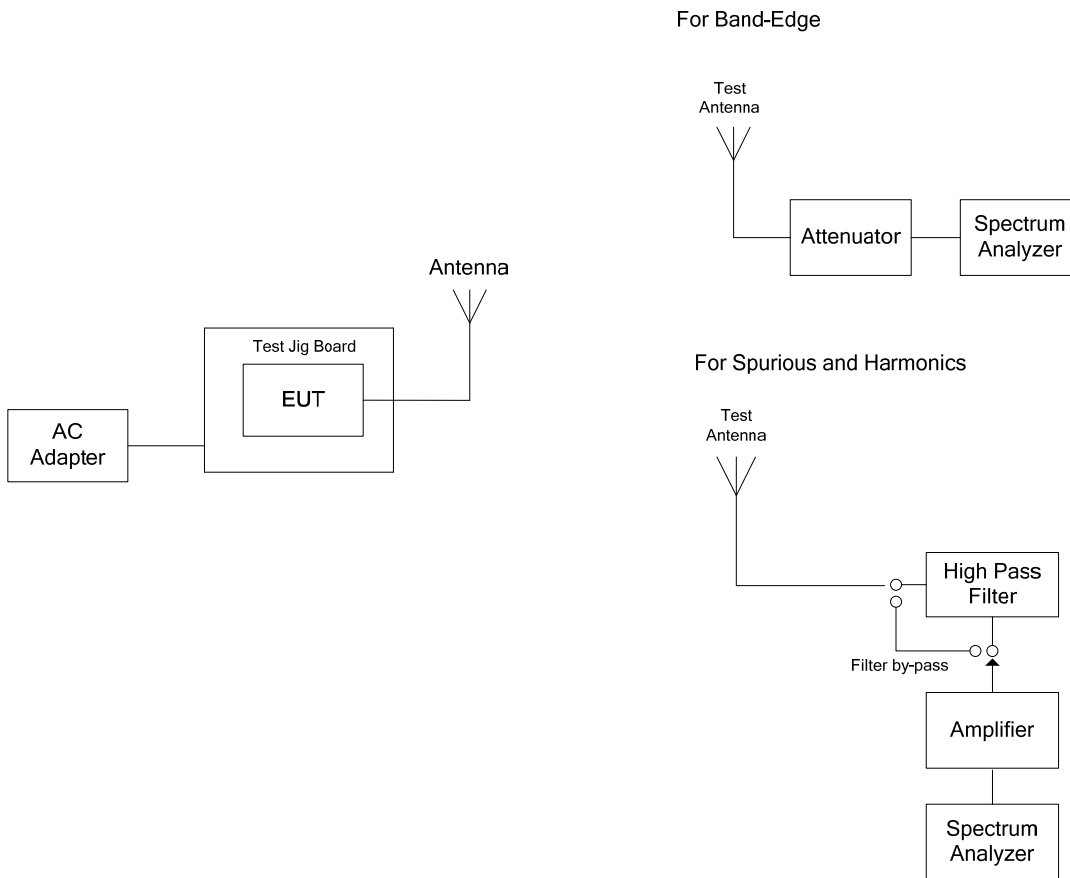 For Band-Edge
Test
Antenna
Attenuator
Spectrum
Analyzer
Antenna
Test Jig Board
EUT
AC
Adapter
For Spurious and Harmonics
Test
Antenna
High Pass
Filter
Filter by-pass
Amplifier
Spectrum
Analyzer